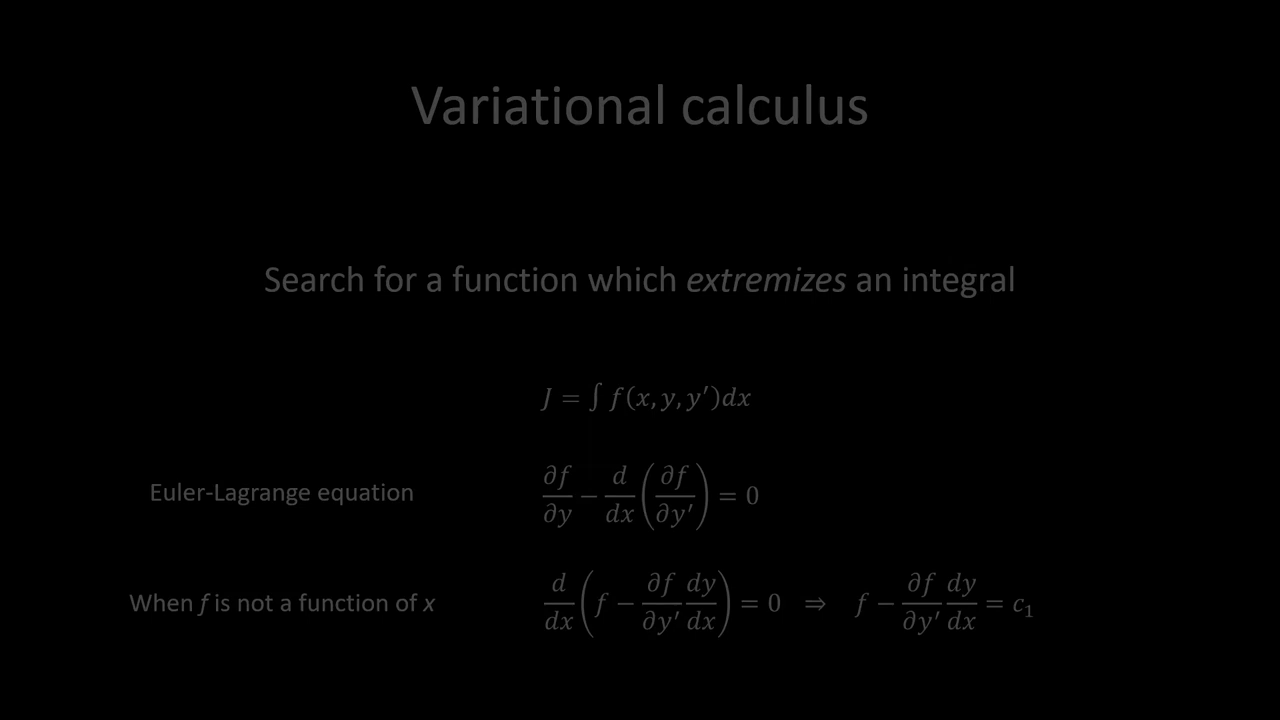 Variational calculus
Search for a function which extremizes an integral
J = ∫ f(x, y, y′)dx
Euler-Lagrange equation ∂f/∂y − d/dx(∂f/∂y′) = 0
When f is not a function of x d/dx(f − ∂f/∂y′ dy/dx) = 0 ⇒ f − ∂f/∂y′ dy/dx = c₁